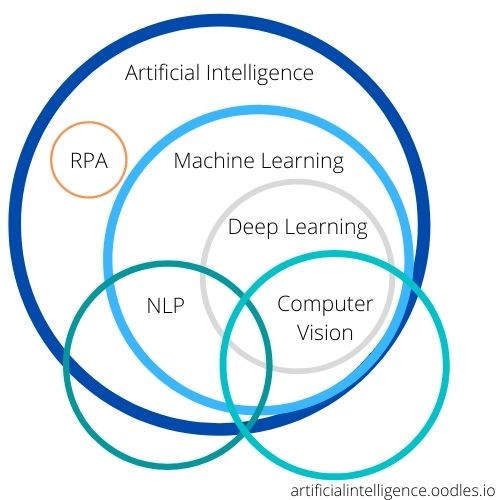 Artificial Intelligence
RPA
Machine Learning
Deep Learning
NLP
Computer
Vision
artificialintelligence.oodles.io